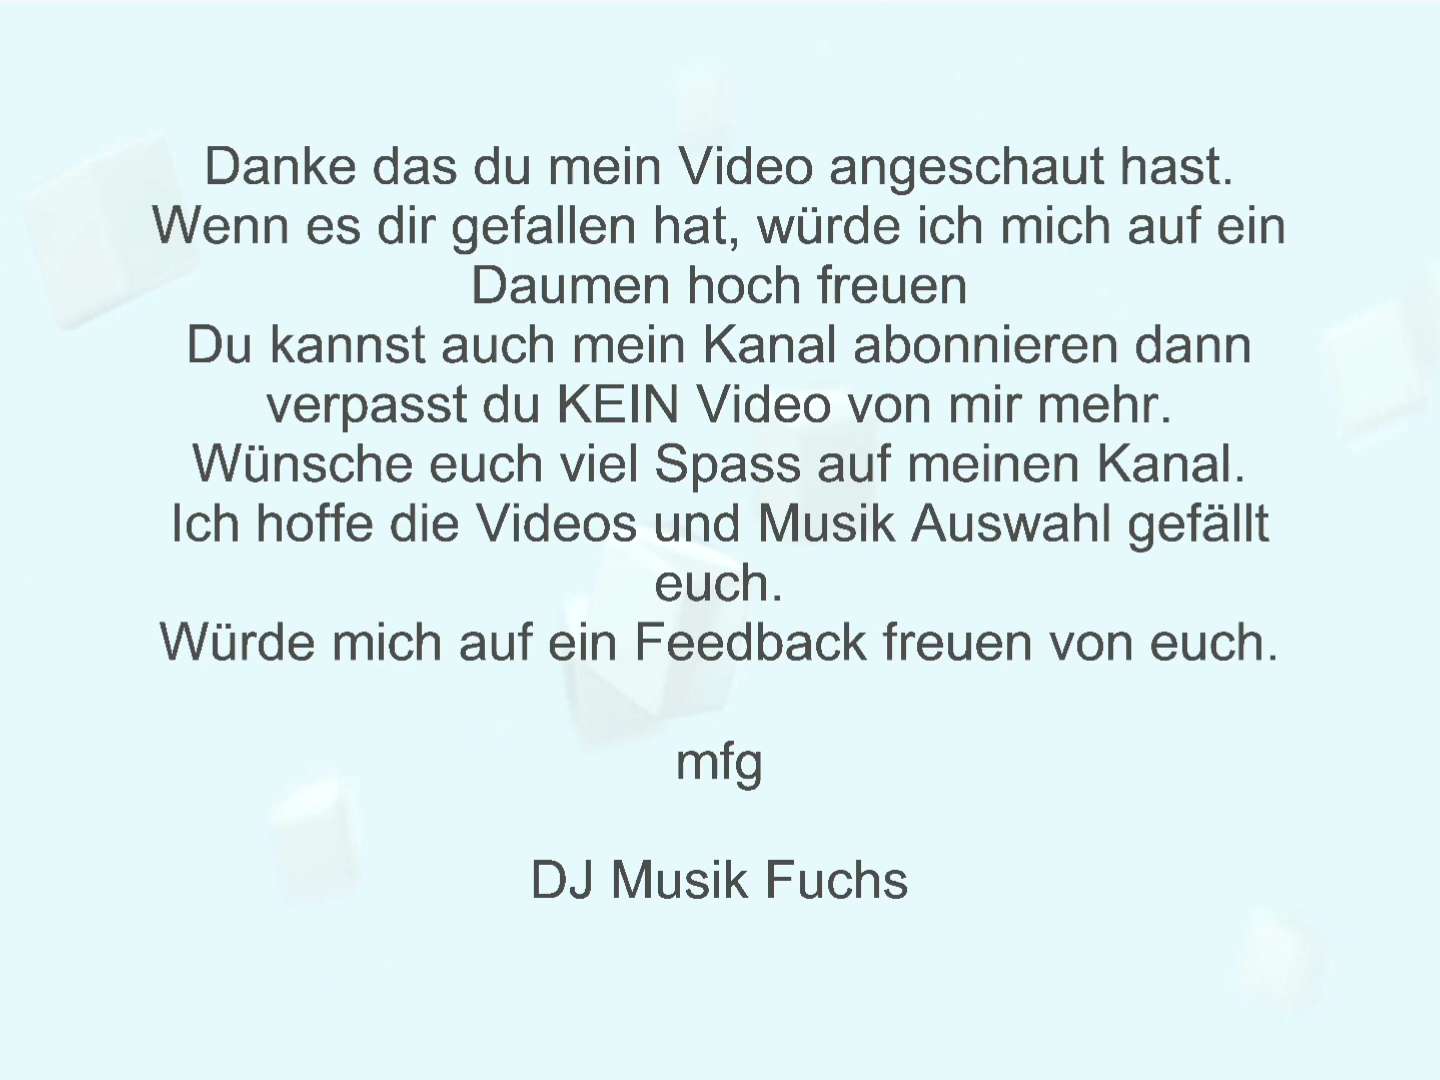 Danke das du mein Video angeschaut hast.
Wenn es dir gefallen hat, würde ich mich auf ein
Daumen hoch freuen
Du kannst auch mein Kanal abonnieren dann
verpasst du KEIN Video von mir mehr.
Wünsche euch viel Spass auf meinen Kanal.
Ich hoffe die Videos und Musik Auswahl gefällt
euch.
Würde mich auf ein Feedback freuen von euch.
mfg
DJ Musik Fuchs